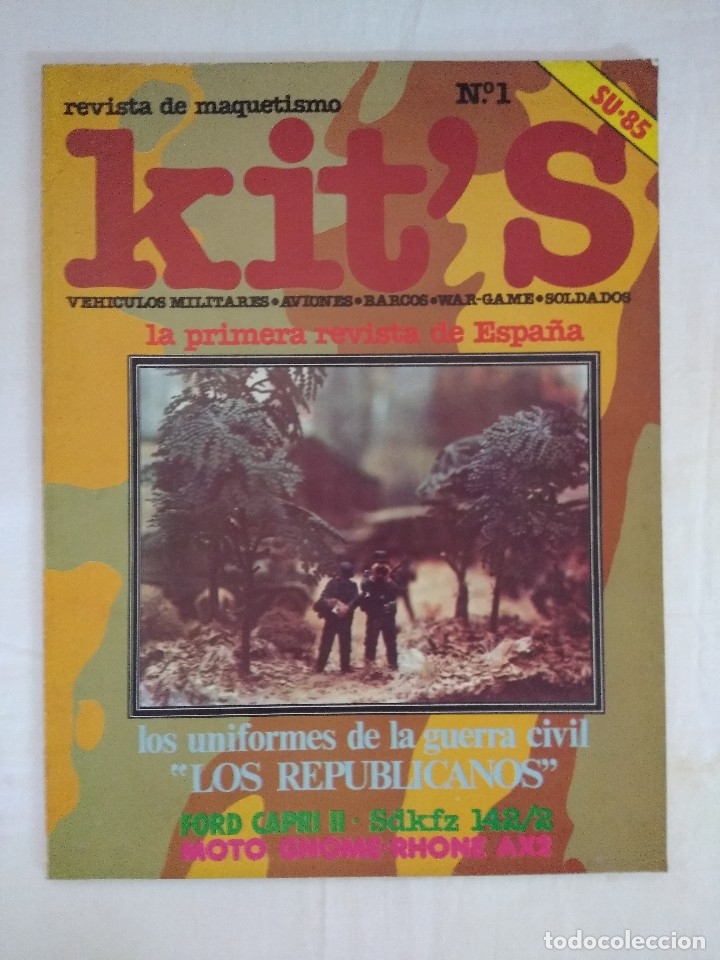 revista de maquetismo
Nº1
SU-85
kit's
VEHICULOS MILITARES•AVIONES•BARCOS•WAR-GAME•SOLDADOS
la primera revista de España
los uniformes de la guerra civil
"LOS REPUBLICANOS"
FORD CAPRI II · Sdkfz 142/2
MOTO GNOME-RHONE AX2
todocoleccion